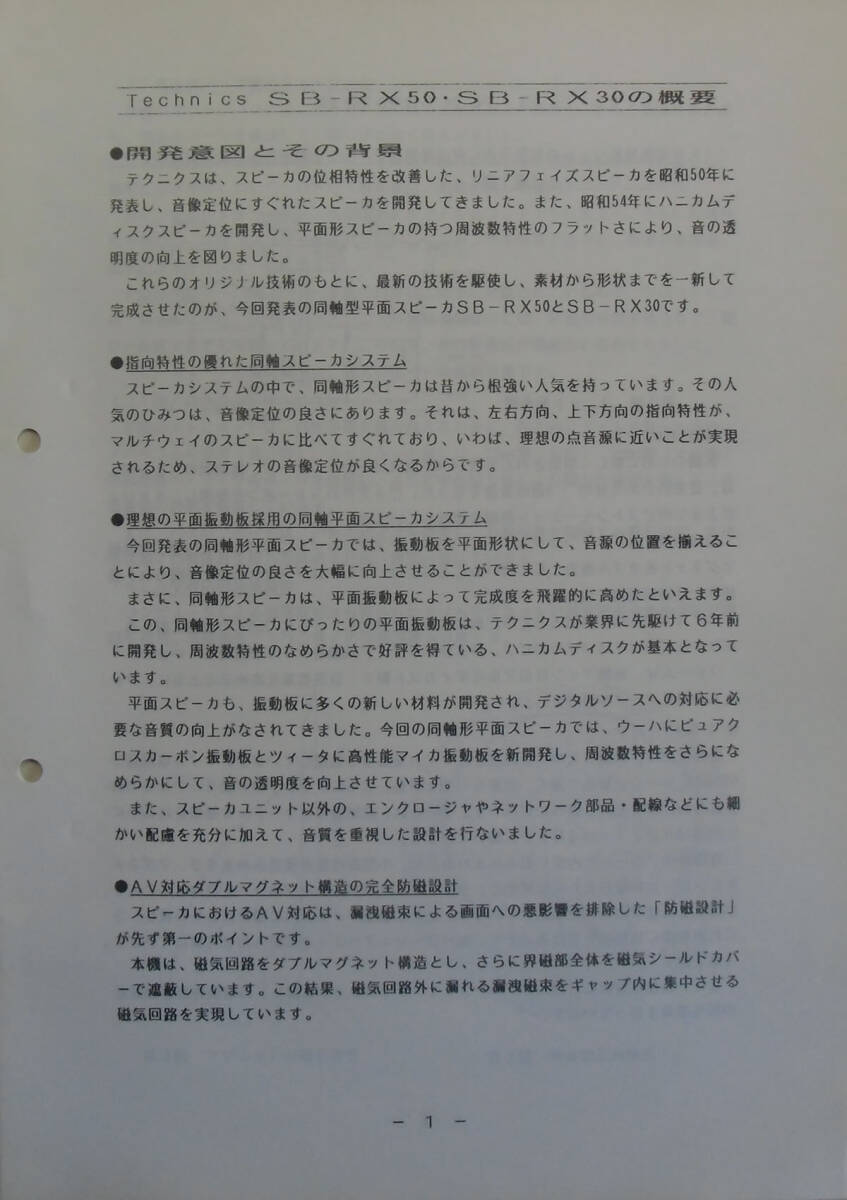 Technics SB-RX50・SB-RX30の概要
●開発意図とその背景
テクニクスは、スピーカの位相特性を改善した、リニアフェイズスピーカを昭和50年に
発表し、音像定位にすぐれたスピーカを開発してきました。また、昭和54年にハニカムデ
ィスクスピーカを開発し、平面形スピーカの持つ周波数特性のフラットさにより、音の透
明度の向上を図りました。
これらのオリジナル技術のもとに、最新の技術を駆使し、素材から形状までを一新して
完成させたのが、今回発表の同軸型平面スピーカSB-RX50とSB-RX30です。
●指向特性の優れた同軸スピーカシステム
スピーカシステムの中で、同軸形スピーカは昔から根強い人気を持っています。その人
気のひみつは、音像定位の良さにあります。それは、左右方向、上下方向の指向特性が、
マルチウェイのスピーカに比べてすぐれており、いわば、理想の点音源に近いことが実現
されるため、ステレオの音像定位が良くなるからです。
●理想の平面振動板採用の同軸平面スピーカシステム
今回発表の同軸形平面スピーカでは、振動板を平面形状にして、音源の位置を揃えるこ
とにより、音像定位の良さを大幅に向上させることができました。
まさに、同軸形スピーカは、平面振動板によって完成度を飛躍的に高めたといえます。
この、同軸形スピーカにぴったりの平面振動板は、テクニクスが業界に先駆けて6年前
に開発し、周波数特性のなめらかさで好評を得ている、ハニカムディスクが基本となって
います。
平面スピーカも、振動板に多くの新しい材料が開発され、デジタルソースへの対応に必
要な音質の向上がなされてきました。今回の同軸形平面スピーカでは、ウーハにピュアク
ロスカーボン振動板とツィータに高性能マイカ振動板を新開発し、周波数特性をさらにな
めらかにして、音の透明度を向上させています。
また、スピーカユニット以外の、エンクロージャやネットワーク部品・配線などにも細
かい配慮を充分に加えて、音質を重視した設計を行ないました。
●AV対応ダブルマグネット構造の完全防磁設計
スピーカにおけるAV対応は、漏洩磁束による画面への悪影響を排除した「防磁設計」
が先ず第一のポイントです。
本機は、磁気回路をダブルマグネット構造とし、さらに界磁部全体を磁気シールドカバ
ーで遮蔽しています。この結果、磁気回路外に漏れる漏洩磁束をギャップ内に集中させる
磁気回路を実現しています。
- 1 -